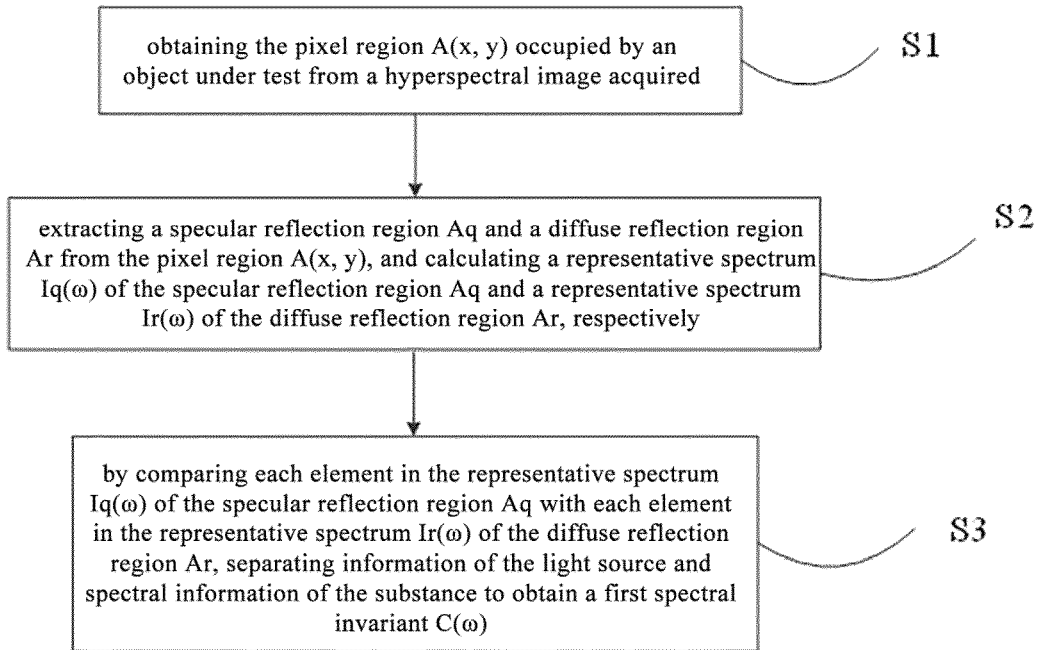 obtaining the pixel region A(x, y) occupied by an
object under test from a hyperspectral image acquired
S1
extracting a specular reflection region Aq and a diffuse reflection region
Ar from the pixel region A(x, y), and calculating a representative spectrum
Iq(ω) of the specular reflection region Aq and a representative spectrum
Ir(ω) of the diffuse reflection region Ar, respectively
S2
by comparing each element in the representative spectrum
Iq(ω) of the specular reflection region Aq with each element
in the representative spectrum Ir(ω) of the diffuse reflection
region Ar, separating information of the light source and
spectral information of the substance to obtain a first spectral
invariant C(ω)
S3